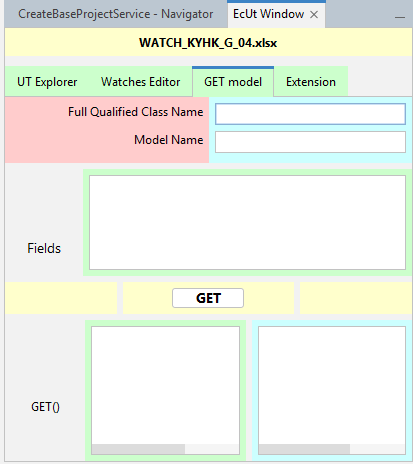 CreateBaseProjectService - Navigator
EcUt Window
WATCH_KYHK_G_04.xlsx
UT Explorer
Watches Editor
GET model
Extension
Full Qualified Class Name
Model Name
Fields
GET
GET()